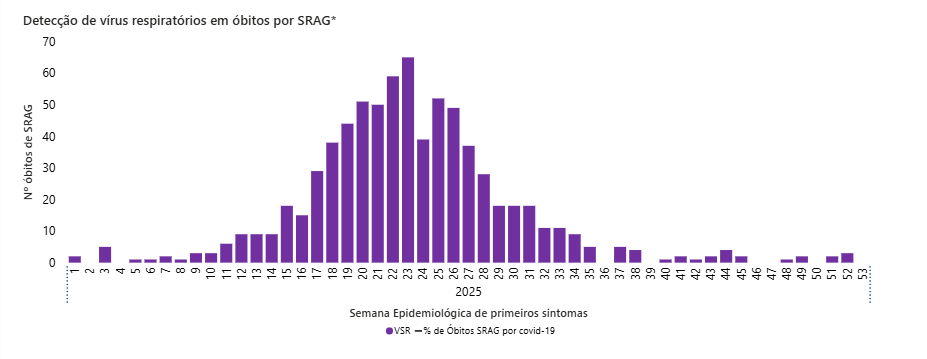 Detecção de vírus respiratórios em óbitos por SRAG*
70
60
50
40
30
20
10
0
Nº óbitos de SRAG
1 2 3 4 5 6 7 8 9 10 11 12 13 14 15 16 17 18 19 20 21 22 23 24 25 26 27 28 29 30 31 32 33 34 35 36 37 38 39 40 41 42 43 44 45 46 47 48 49 50 51 52 53
2025
Semana Epidemiológica de primeiros sintomas
VSR % de Óbitos SRAG por covid-19